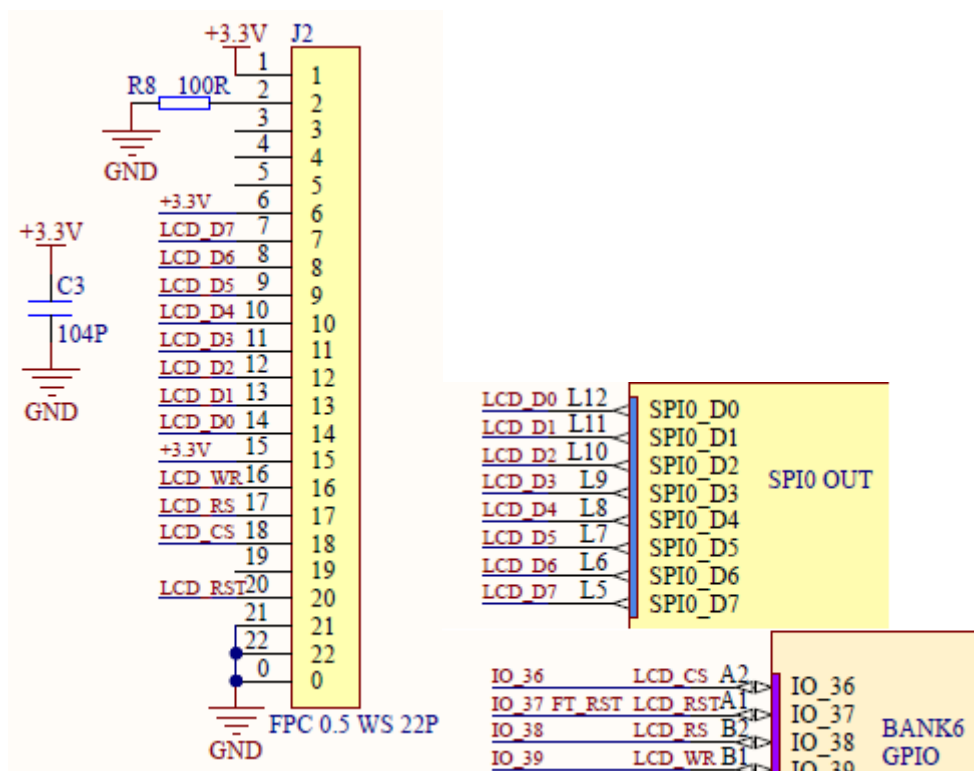 +3.3V J2
1 1
R8 100R 2 2
3 3
4 4
GND
5 5
+3.3V 6 6
LCD_D7 7 7
+3.3V
LCD_D6 8 8
C3 LCD_D5 9 9
LCD_D4 10 10
104P LCD_D3 11 11
LCD_D2 12 12
GND LCD_D1 13 13
LCD_D0 14 14
+3.3V 15 15
LCD_WR 16 16
LCD_RS 17 17
LCD_CS 18 18
19 19
LCD_RST 20 20
21 21
22 22
0 0
GND
FPC 0.5 WS 22P
LCD_D0 L12 SPI0_D0
LCD_D1 L11 SPI0_D1
LCD_D2 L10 SPI0_D2
LCD_D3 L9 SPI0_D3
SPI0 OUT
LCD_D4 L8 SPI0_D4
LCD_D5 L7 SPI0_D5
LCD_D6 L6 SPI0_D6
LCD_D7 L5 SPI0_D7
IO_36 LCD_CS A2 IO_36
IO_37 FT_RST LCD_RST A1 IO_37
IO_38 LCD_RS B2 IO_38
IO_39 LCD_WR B1 IO_39
BANK6
GPIO